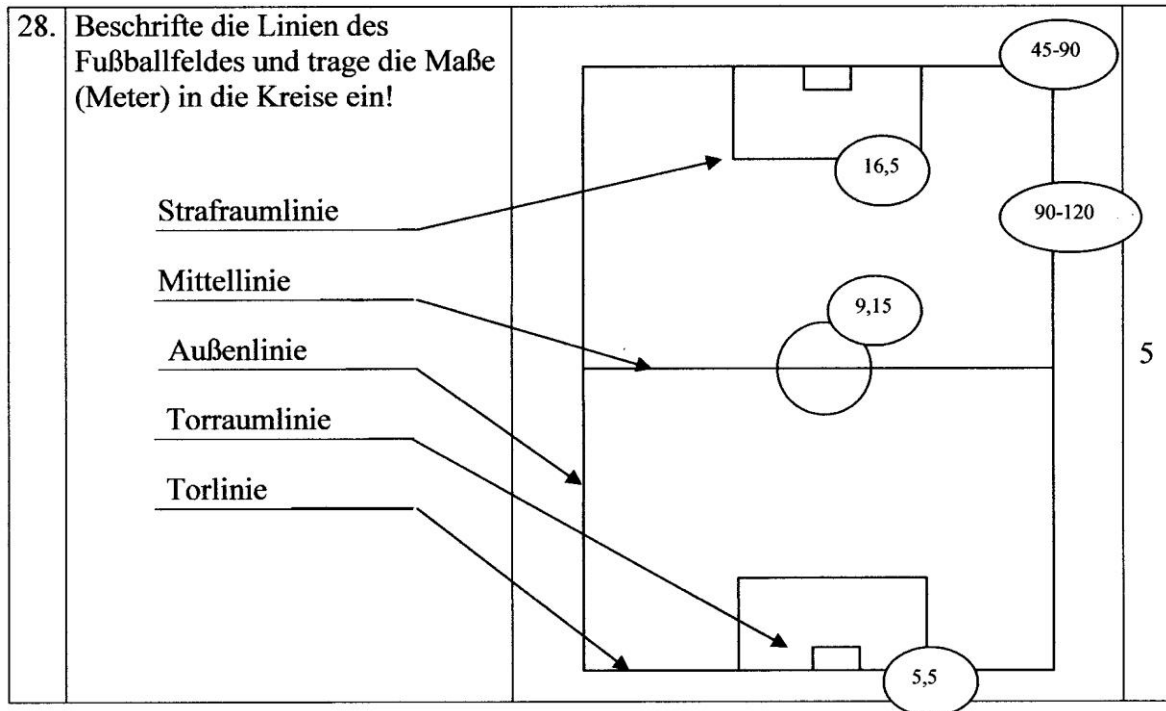 28. Beschrifte die Linien des
Fußballfeldes und trage die Maße
(Meter) in die Kreise ein!
45-90
16,5
Strafraumlinie
90-120
Mittellinie
9,15
Außenlinie
5
Torraumlinie
Torlinie
5,5